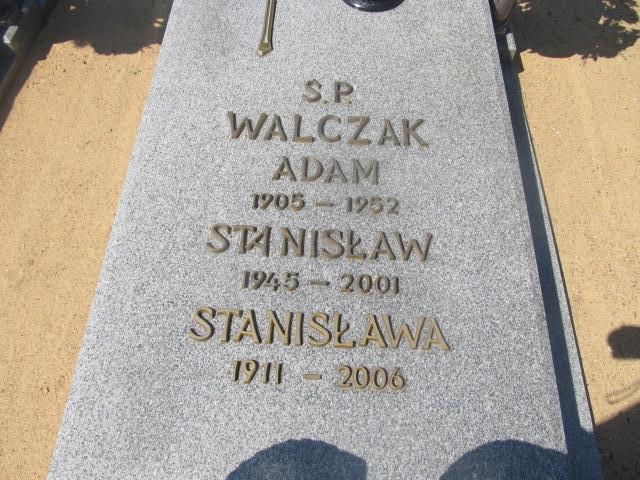 Ś.P.
WALCZAK
ADAM
1905 – 1952
STANISŁAW
1945 – 2001
STANISŁAWA
1911 – 2006